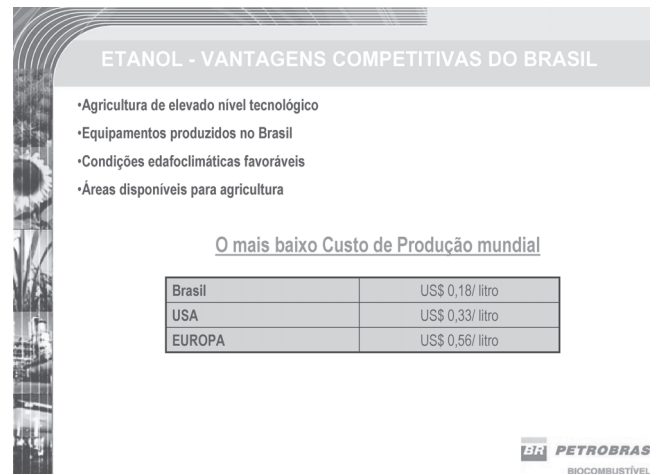 ETANOL - VANTAGENS COMPETITIVAS DO BRASIL
•Agricultura de elevado nível tecnológico
•Equipamentos produzidos no Brasil
•Condições edafoclimáticas favoráveis
•Áreas disponíveis para agricultura
O mais baixo Custo de Produção mundial
Brasil US$ 0,18/ litro
USA US$ 0,33/ litro
EUROPA US$ 0,56/ litro
BR PETROBRAS
BIOCOMBUSTÍVEL